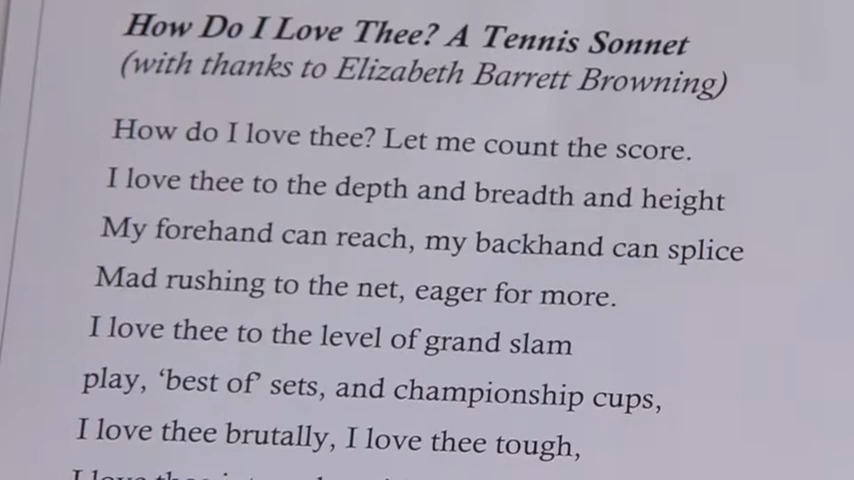 How Do I Love Thee? A Tennis Sonnet
(with thanks to Elizabeth Barrett Browning)
How do I love thee? Let me count the score.
I love thee to the depth and breadth and height
My forehand can reach, my backhand can splice
Mad rushing to the net, eager for more.
I love thee to the level of grand slam
play, ‘best of’ sets, and championship cups,
I love thee brutally, I love thee tough,
I love thee